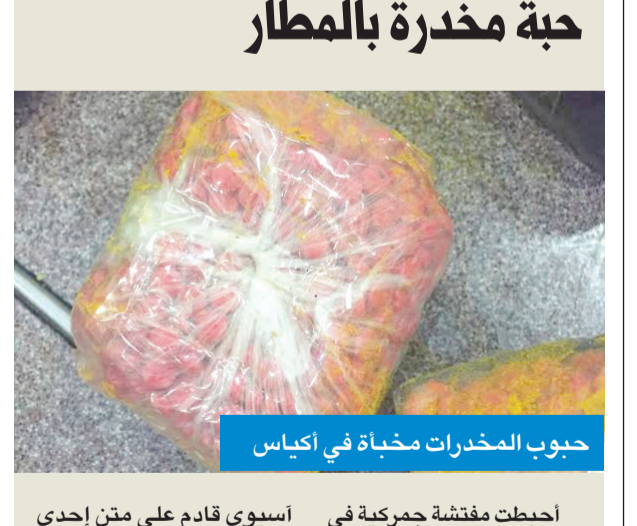 حبة مخدرة بالمطار
حبوب المخدرات مخبأة في أكياس
أحبطت مفتشة جمركية في
آسيوي قادم على متن إحدى